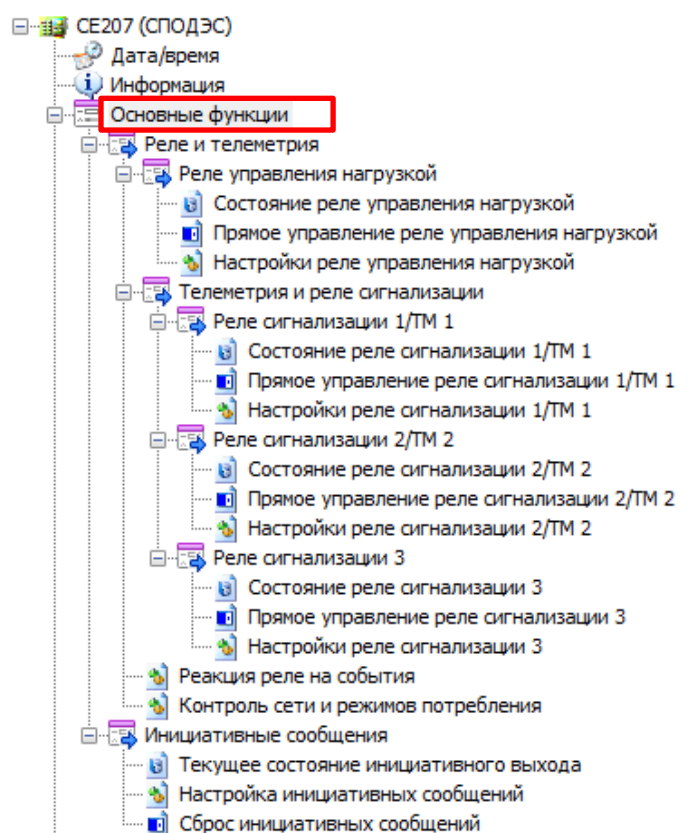 CE207 (СПОДЭС)
Дата/время
Информация
Основные функции
Реле и телеметрия
Реле управления нагрузкой
Состояние реле управления нагрузкой
Прямое управление реле управления нагрузкой
Настройки реле управления нагрузкой
Телеметрия и реле сигнализации
Реле сигнализации 1/ТМ 1
Состояние реле сигнализации 1/ТМ 1
Прямое управление реле сигнализации 1/ТМ 1
Настройки реле сигнализации 1/ТМ 1
Реле сигнализации 2/ТМ 2
Состояние реле сигнализации 2/ТМ 2
Прямое управление реле сигнализации 2/ТМ 2
Настройки реле сигнализации 2/ТМ 2
Реле сигнализации 3
Состояние реле сигнализации 3
Прямое управление реле сигнализации 3
Настройки реле сигнализации 3
Реакция реле на события
Контроль сети и режимов потребления
Инициативные сообщения
Текущее состояние инициативного выхода
Настройка инициативных сообщений
Сброс инициативных сообщений